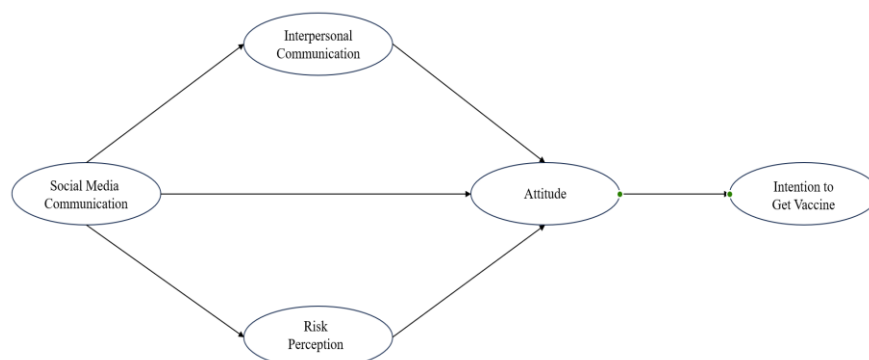 Interpersonal
Communication
Social Media
Communication
Attitude
Intention to
Get Vaccine
Risk
Perception